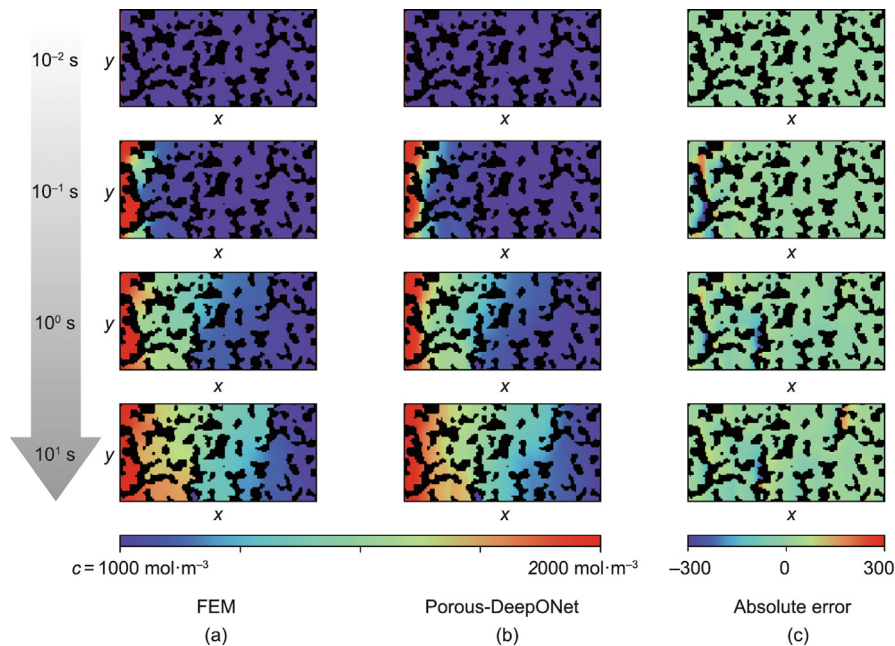 10⁻² s
y
x
x
x
10⁻¹ s
y
x
x
x
10⁰ s
y
x
x
x
10¹ s
y
x
x
x
c = 1000 mol·m⁻³
2000 mol·m⁻³
−300
0
300
FEM
Porous-DeepONet
Absolute error
(a)
(b)
(c)